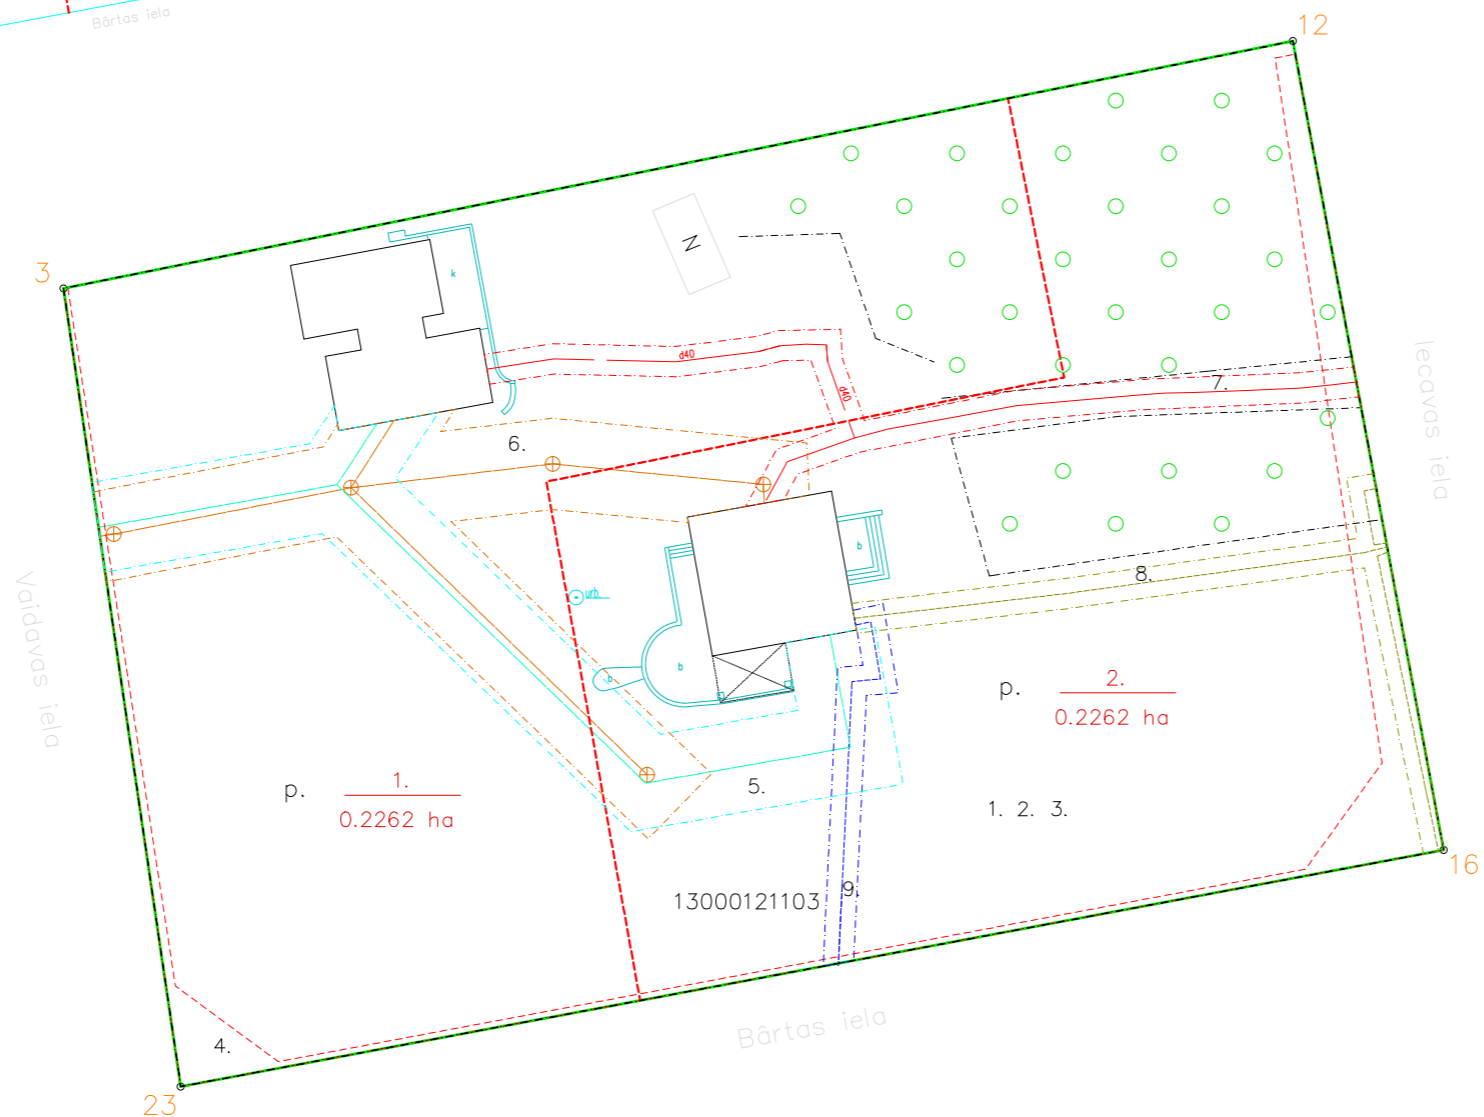 Bârtas iela
12
3
N
k
d40
d40
Iecavas iela
7.
6.
b
8.
urb.
b
b
Vaidavas iela
p. 2.
0.2262 ha
p. 1.
0.2262 ha
5.
1. 2. 3.
16
13000121103 9.
Bârtas iela
4.
23